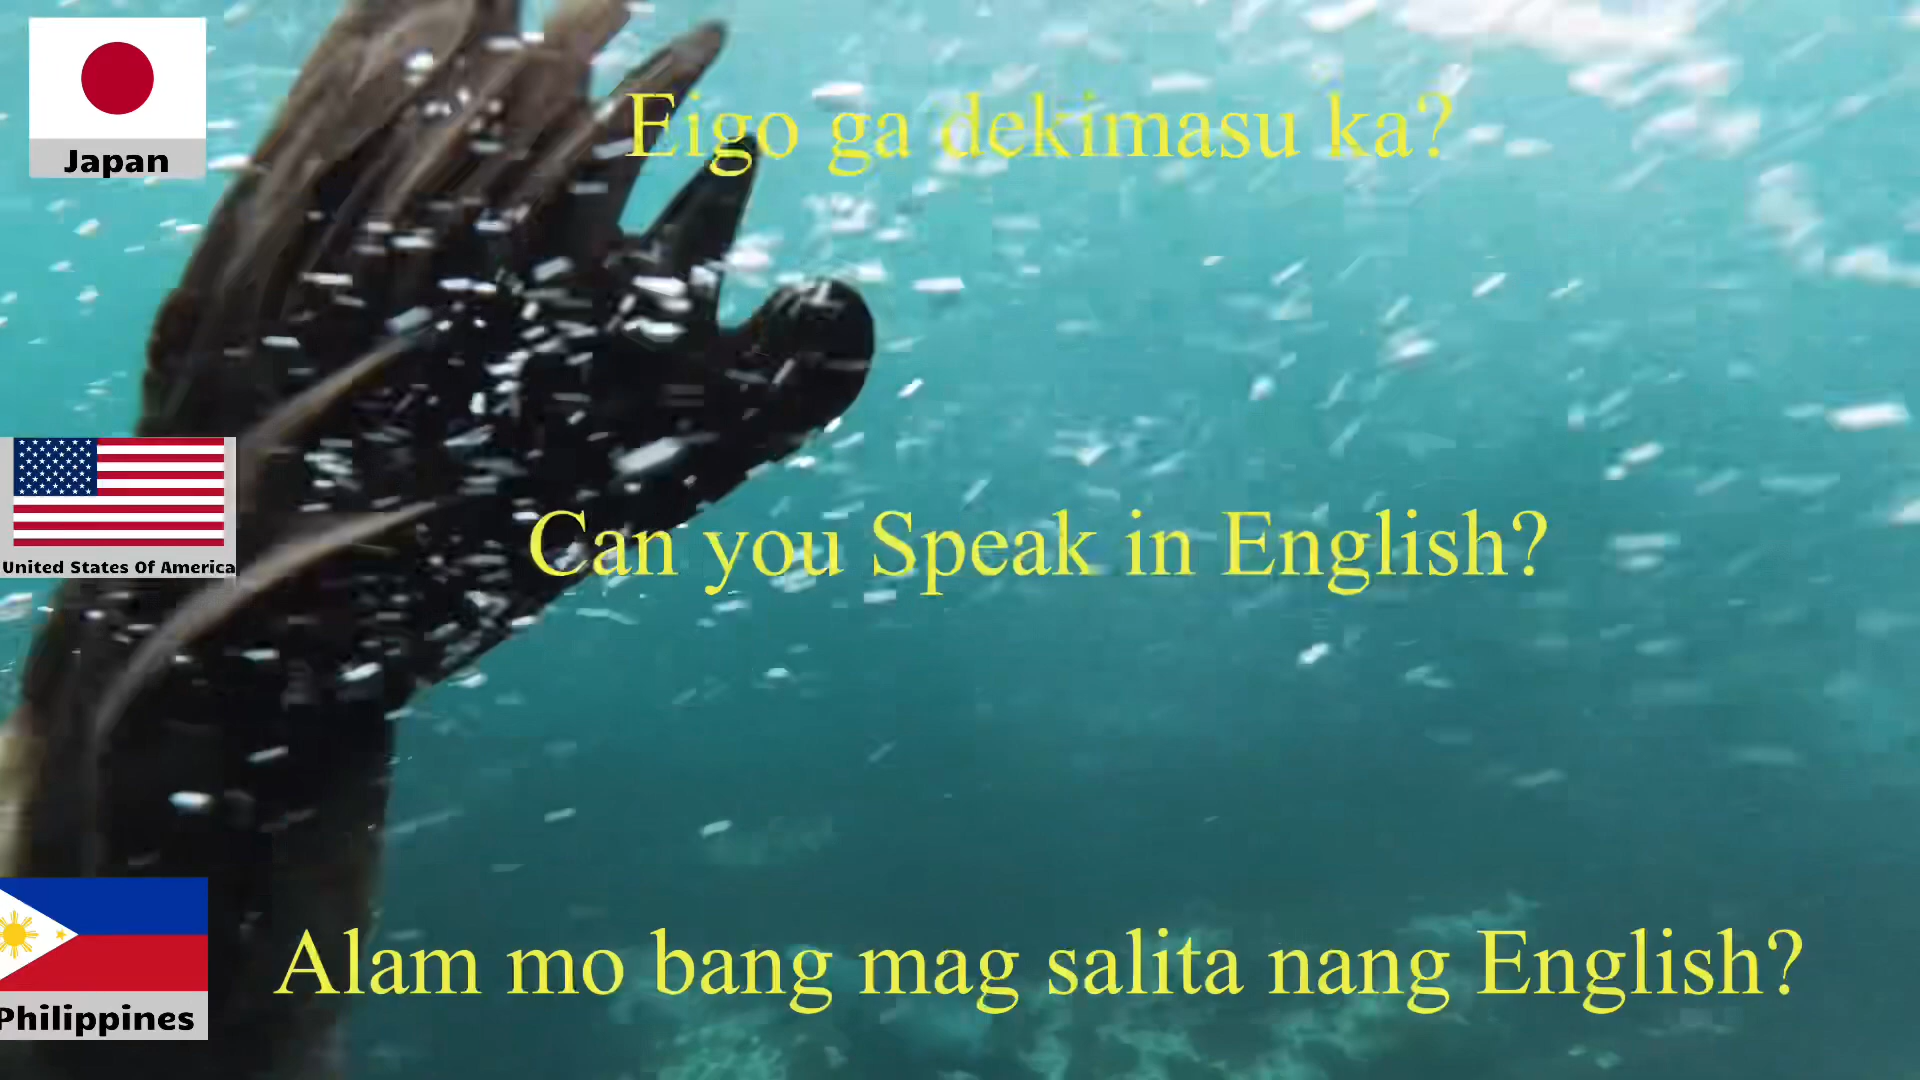 Japan
Eigo ga dekimasu ka?
United States Of America
Can you Speak in English?
Philippines
Alam mo bang mag salita nang English?